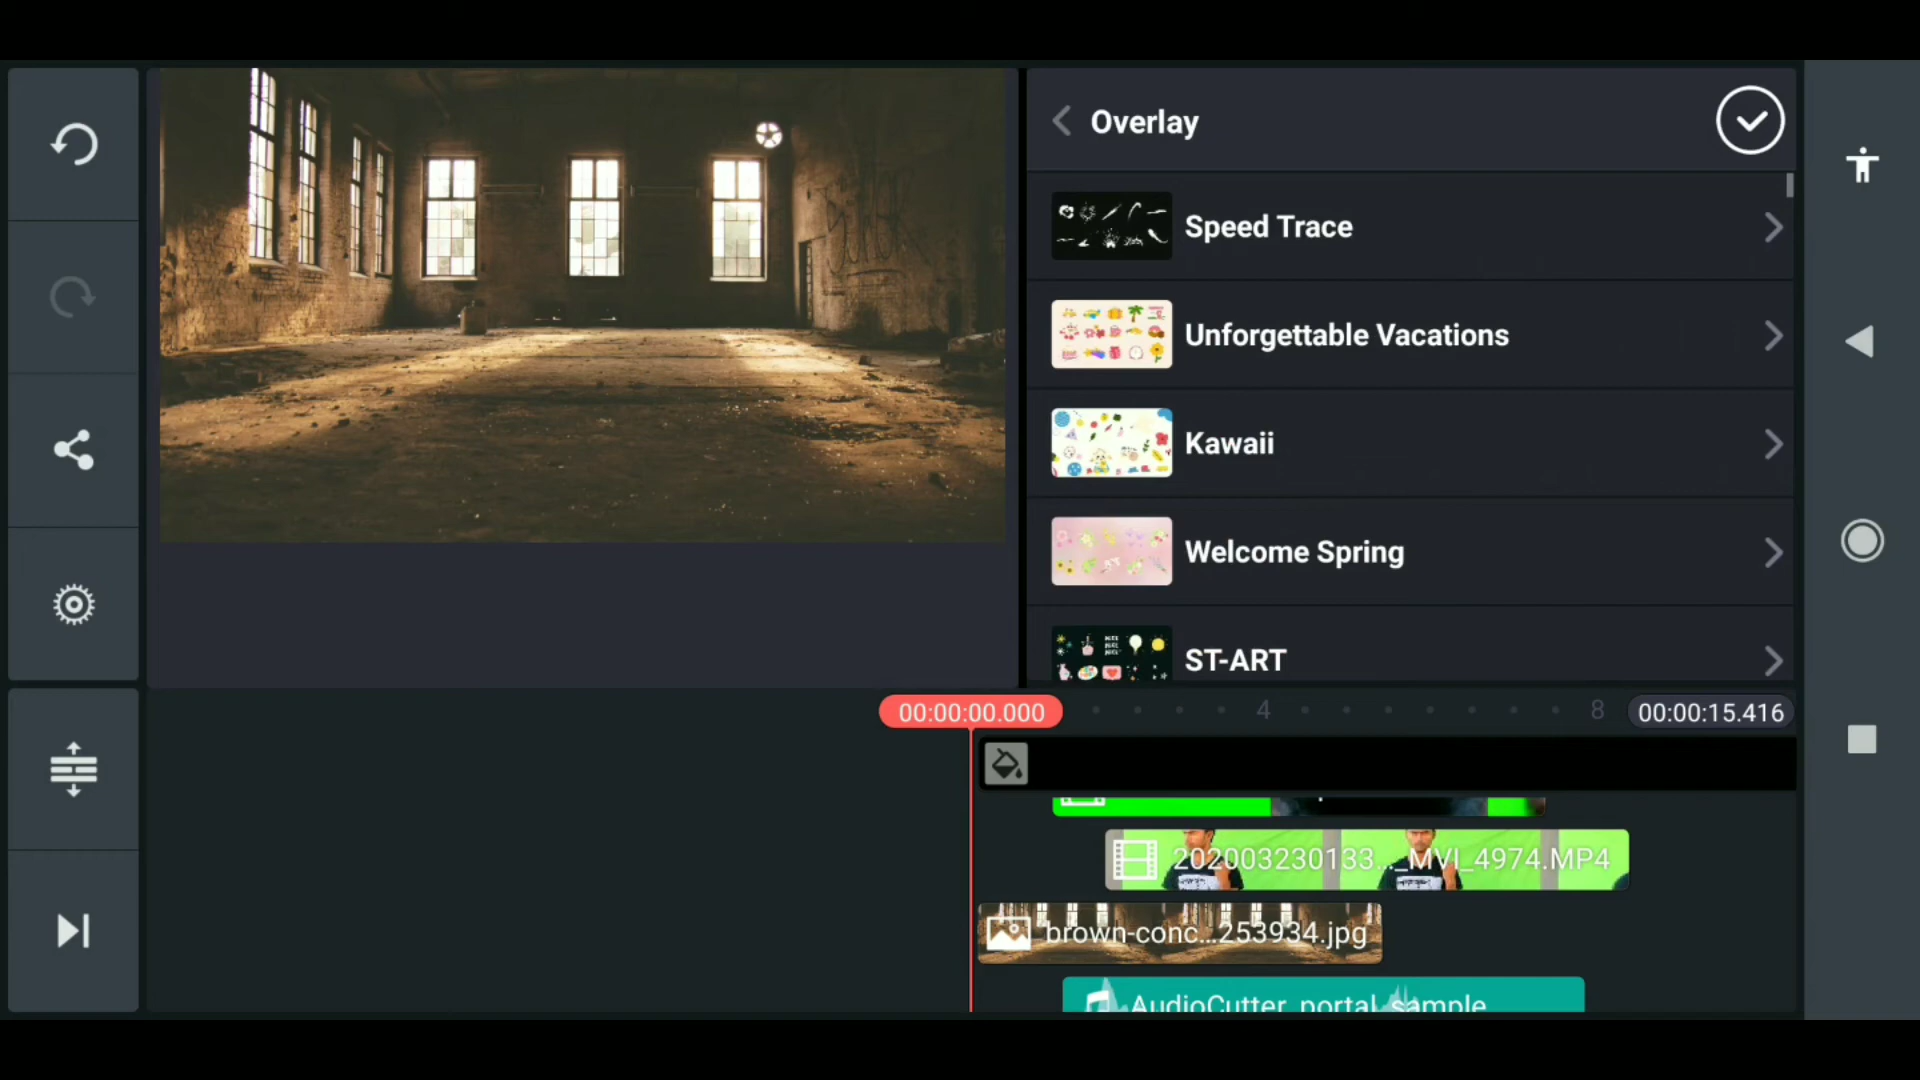 Overlay
Speed Trace
Unforgettable Vacations
Kawaii
Welcome Spring
ST-ART
00:00:00.000
4
8
00:00:15.416
202003230133..._MVI_4974.MP4
brown-conc...253934.jpg
AudioCutter_portal_sample